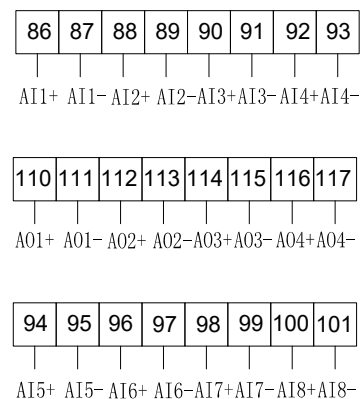 86 87 88 89 90 91 92 93
AI1+ AI1- AI2+ AI2-AI3+AI3- AI4+AI4-
110 111 112 113 114 115 116 117
AO1+ AO1- AO2+ AO2-AO3+AO3- AO4+AO4-
94 95 96 97 98 99 100 101
AI5+ AI5- AI6+ AI6-AI7+AI7- AI8+AI8-